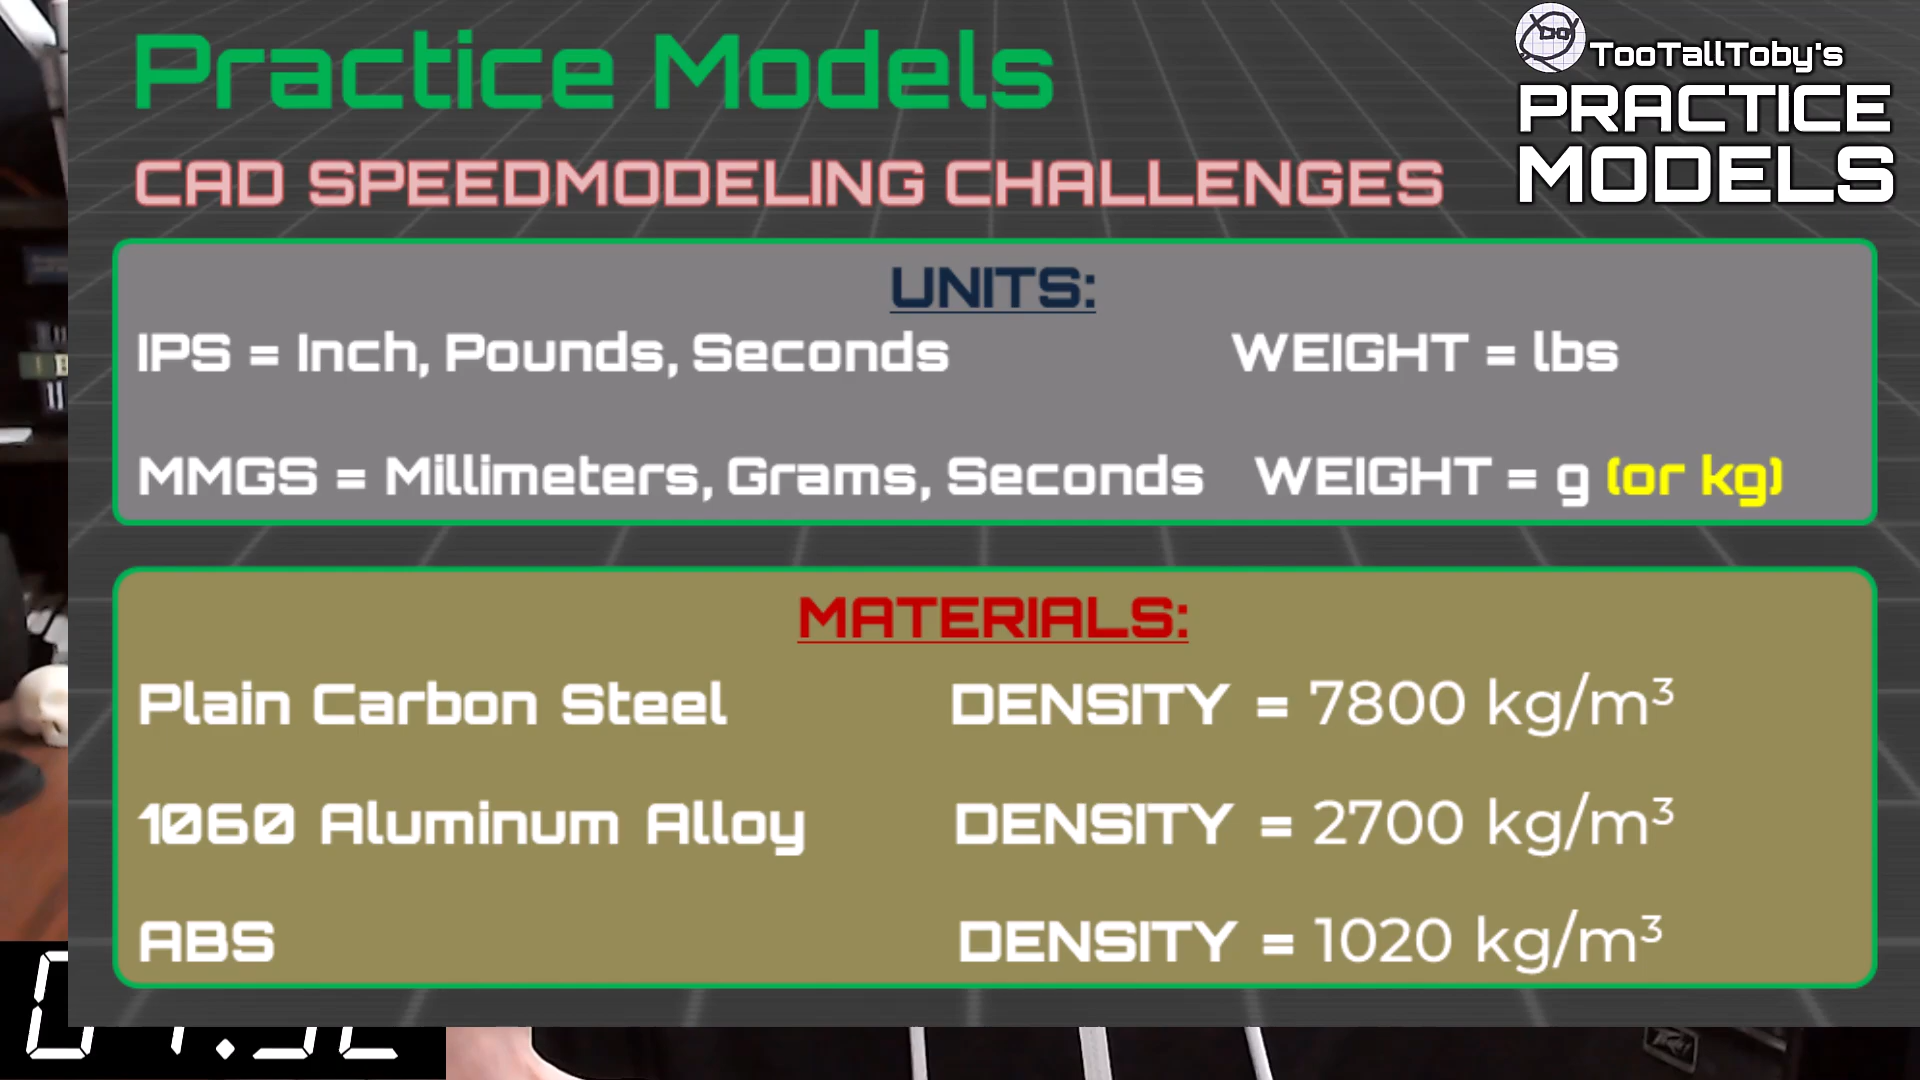 Practice Models
TooTallToby's
PRACTICE
MODELS
CAD SPEEDMODELING CHALLENGES
UNITS:
IPS = Inch, Pounds, Seconds WEIGHT = lbs
MMGS = Millimeters, Grams, Seconds WEIGHT = g (or kg)
MATERIALS:
Plain Carbon Steel DENSITY = 7800 kg/m³
1060 Aluminum Alloy DENSITY = 2700 kg/m³
ABS DENSITY = 1020 kg/m³